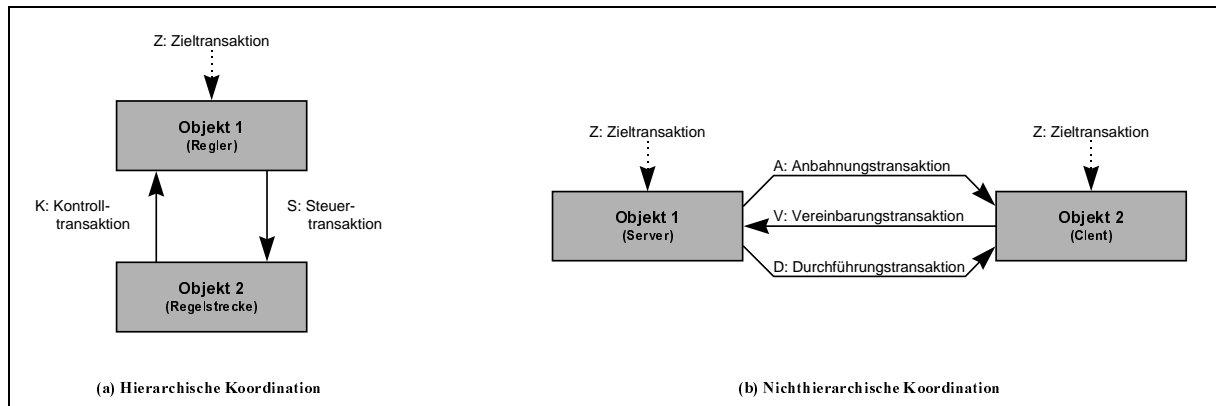 Z: Zieltransaktion
Objekt 1
(Regler)
K: Kontroll-
transaktion
S: Steuer-
transaktion
Objekt 2
(Regelstrecke)
(a) Hierarchische Koordination
Z: Zieltransaktion
Z: Zieltransaktion
A: Anbahnungstransaktion
Objekt 1
(Server)
V: Vereinbarungstransaktion
Objekt 2
(Clent)
D: Durchführungstransaktion
(b) Nichthierarchische Koordination